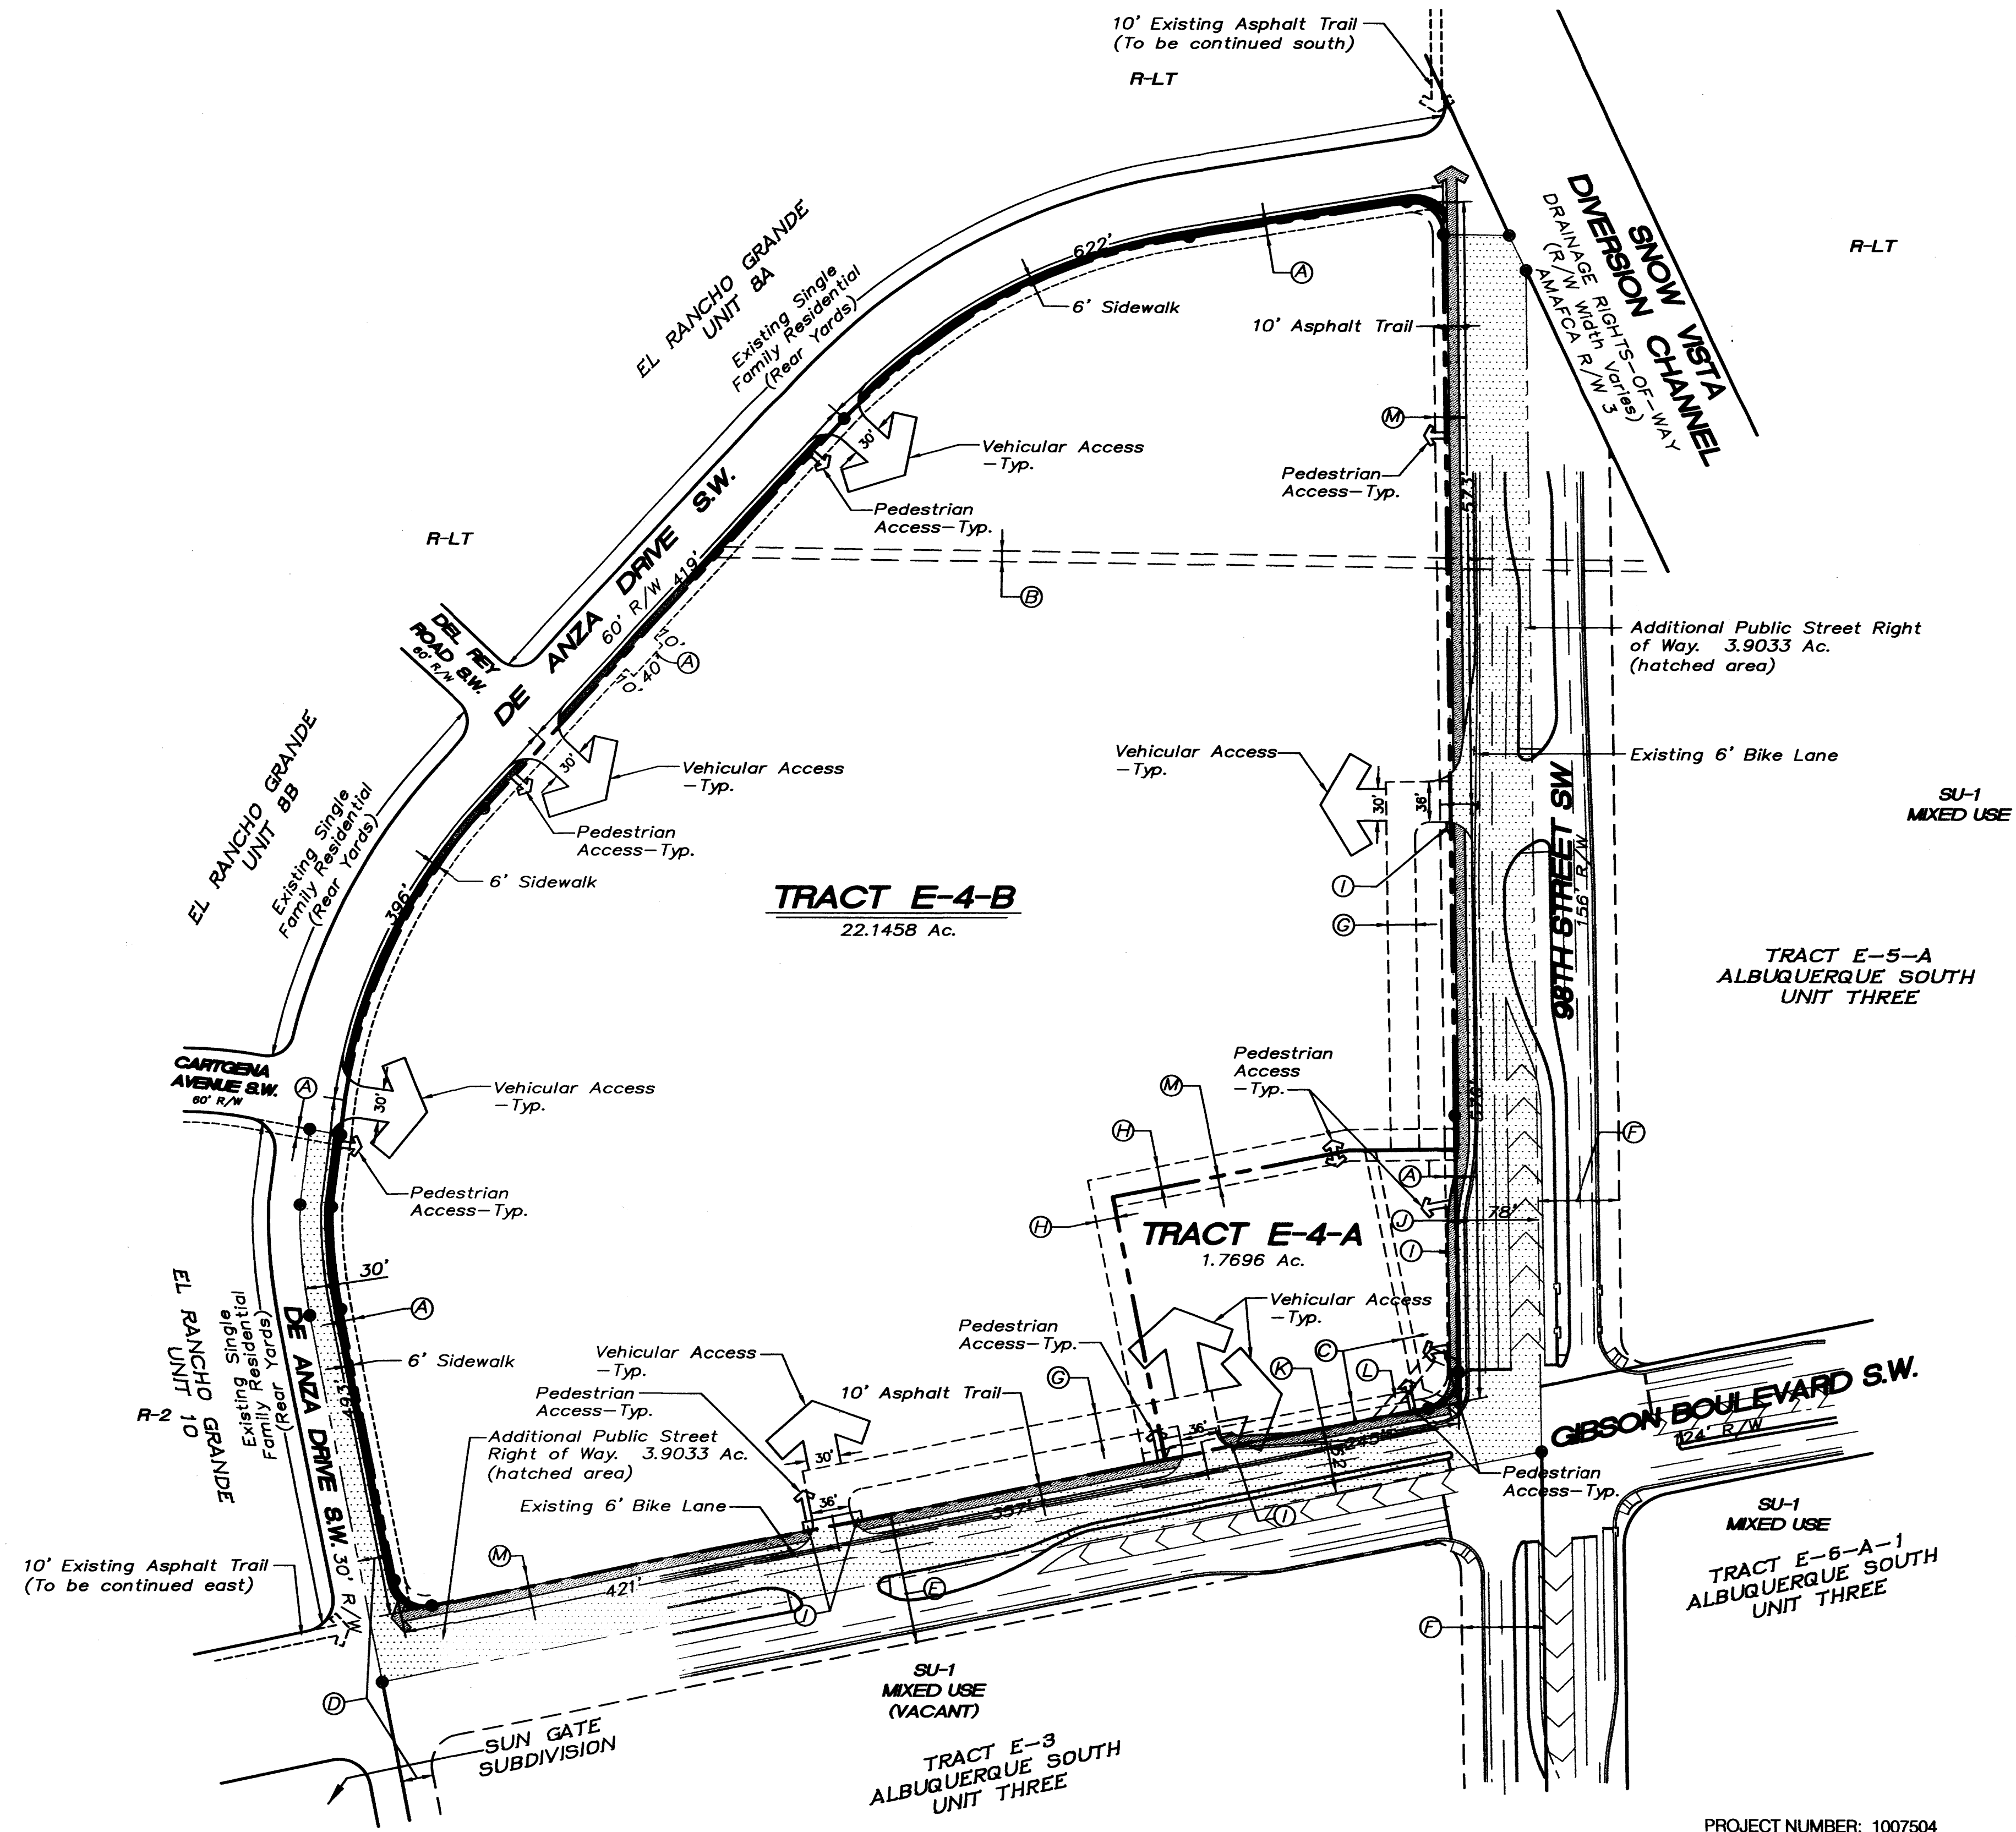 10' Existing Asphalt Trail
(To be continued south)
R-LT
SNOW VISTA
DIVERSION CHANNEL
DRAINAGE RIGHTS-OF-WAY
(R/W Width Varies)
AMAFCA R/W 3
R-LT
EL RANCHO GRANDE
UNIT 8A
Existing Single
Family Residential
(Rear Yards)
622'
A
6' Sidewalk
10' Asphalt Trail
M
Pedestrian
Access-Typ.
573'
30'
Vehicular Access
-Typ.
Pedestrian
Access-Typ.
R-LT
DE ANZA DRIVE S.W.
60' R/W
419'
B
10'
10'
40'
A
DEL REY
ROAD S.W.
60' R/W
Additional Public Street Right
of Way. 3.9033 Ac.
(hatched area)
Existing 6' Bike Lane
EL RANCHO GRANDE
UNIT 8B
Existing Single
Family Residential
(Rear Yards)
30'
Vehicular Access
-Typ.
Pedestrian
Access-Typ.
6' Sidewalk
396'
Vehicular Access
-Typ.
30'
36'
I
G
98TH STREET SW
156' R/W
SU-1
MIXED USE
TRACT E-4-B
22.1458 Ac.
TRACT E-5-A
ALBUQUERQUE SOUTH
UNIT THREE
CARTGENA
AVENUE S.W.
60' R/W
A
30'
Vehicular Access
-Typ.
Pedestrian
Access-Typ.
Pedestrian
Access
-Typ.
M
H
H
A
F
J
78'
I
TRACT E-4-A
1.7696 Ac.
30'
A
6' Sidewalk
EL RANCHO GRANDE
UNIT 10
Existing Single
Family Residential
(Rear Yards)
R-2
DE ANZA DRIVE S.W.
30' R/W
Vehicular Access
-Typ.
Pedestrian
Access-Typ.
Additional Public Street
Right of Way. 3.9033 Ac.
(hatched area)
Existing 6' Bike Lane
10' Asphalt Trail
G
Pedestrian
Access-Typ.
Vehicular Access
-Typ.
C
K
L
30'
36'
36'
245'
GIBSON BOULEVARD S.W.
124' R/W
Pedestrian
Access-Typ.
SU-1
MIXED USE
TRACT E-6-A-1
ALBUQUERQUE SOUTH
UNIT THREE
M
421'
E
I
F
10' Existing Asphalt Trail
(To be continued east)
D
SUN GATE
SUBDIVISION
SU-1
MIXED USE
(VACANT)
TRACT E-3
ALBUQUERQUE SOUTH
UNIT THREE
PROJECT NUMBER: 1007504